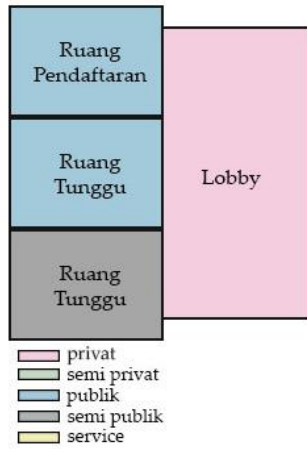 Ruang
Pendaftaran
Ruang
Tunggu
Lobby
Ruang
Tunggu
privat
semi privat
publik
semi publik
service